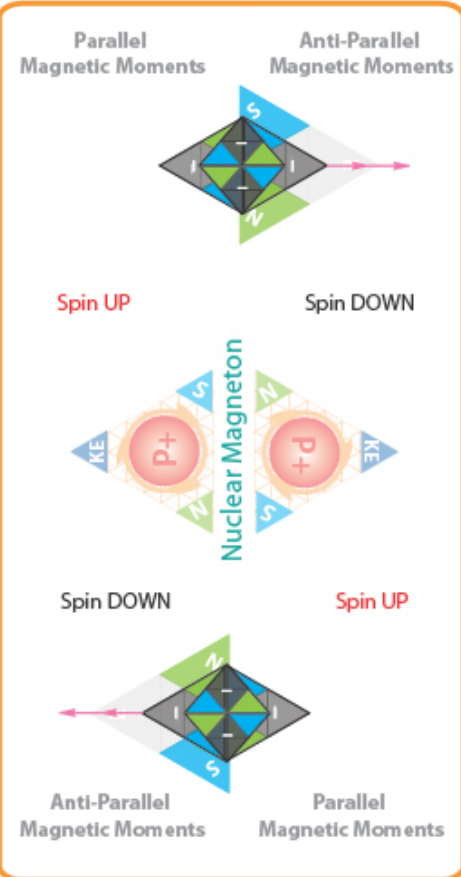 Parallel
Magnetic Moments
Anti-Parallel
Magnetic Moments
S
N
Spin UP
Spin DOWN
Nuclear Magneton
S
N
KE
P+
P+
KE
N
S
Spin DOWN
Spin UP
N
S
Anti-Parallel
Magnetic Moments
Parallel
Magnetic Moments